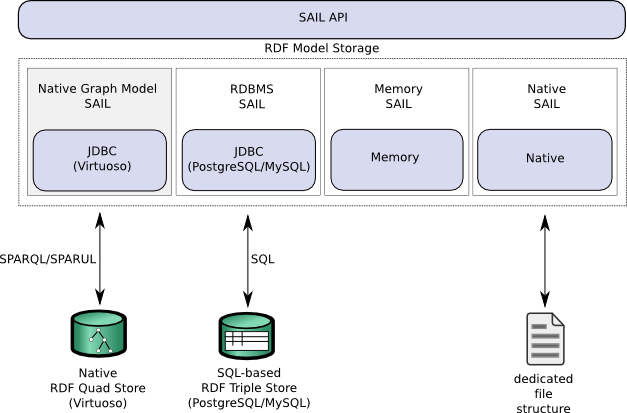 SAIL API
RDF Model Storage
Native Graph Model
SAIL
JDBC
(Virtuoso)
RDBMS
SAIL
JDBC
(PostgreSQL/MySQL)
Memory
SAIL
Memory
Native
SAIL
Native
SPARQL/SPARUL
SQL
Native
RDF Quad Store
(Virtuoso)
SQL-based
RDF Triple Store
(PostgreSQL/MySQL)
dedicated
file
structure